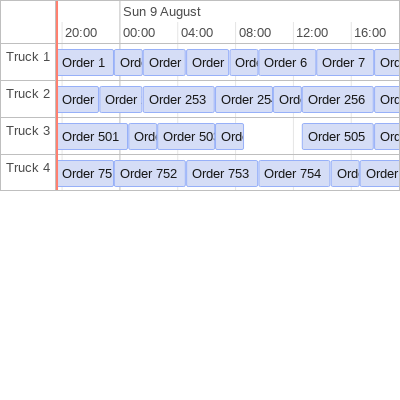 Sun 9 August
20:00 00:00 04:00 08:00 12:00 16:00
Truck 1 Order 1 Ord Order Order Ord Order 6 Order 7 Ord
Truck 2 Order Order Order 253 Order 25 Ord Order 256 Ord
Truck 3 Order 501 Ord Order 50 Ord Order 505 Ord
Truck 4 Order 75 Order 752 Order 753 Order 754 Ord Order